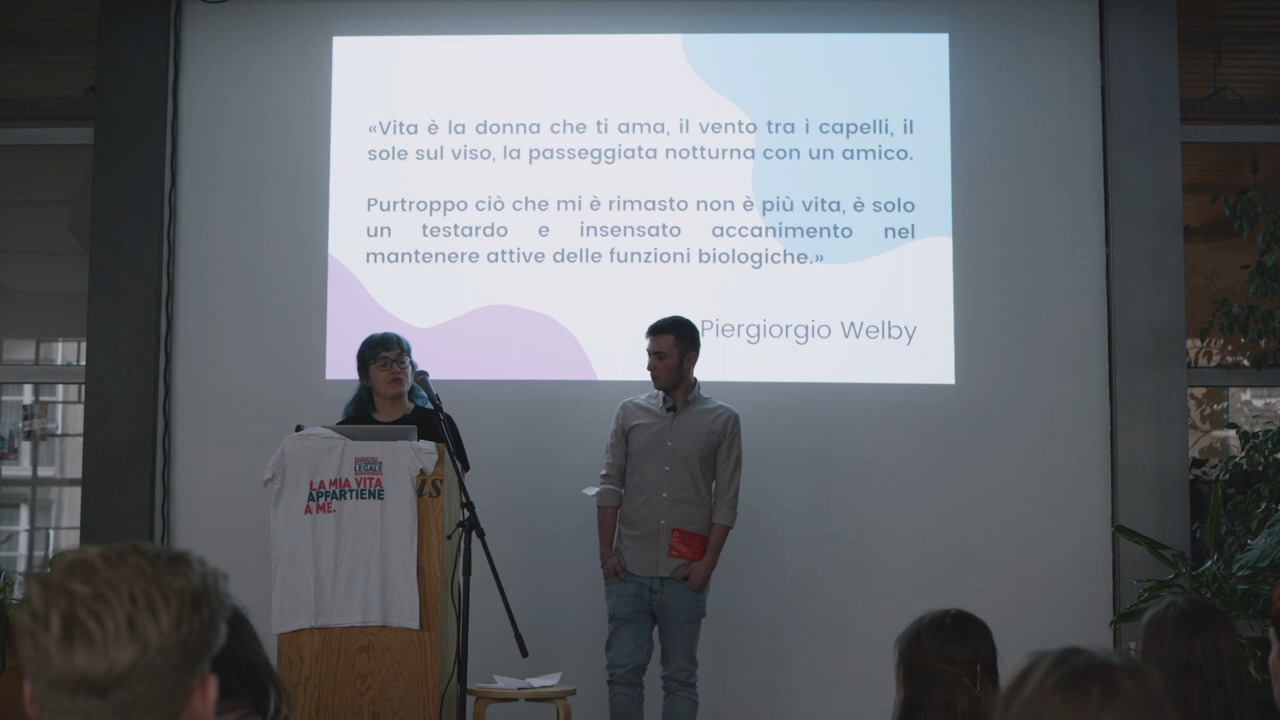 «Vita è la donna che ti ama, il vento tra i capelli, il
sole sul viso, la passeggiata notturna con un amico.
Purtroppo ciò che mi è rimasto non è più vita, è solo
un testardo e insensato accanimento nel
mantenere attive delle funzioni biologiche.»
Piergiorgio Welby
EUTANASIA
LEGALE
LA MIA VITA
APPARTIENE
A ME.
us